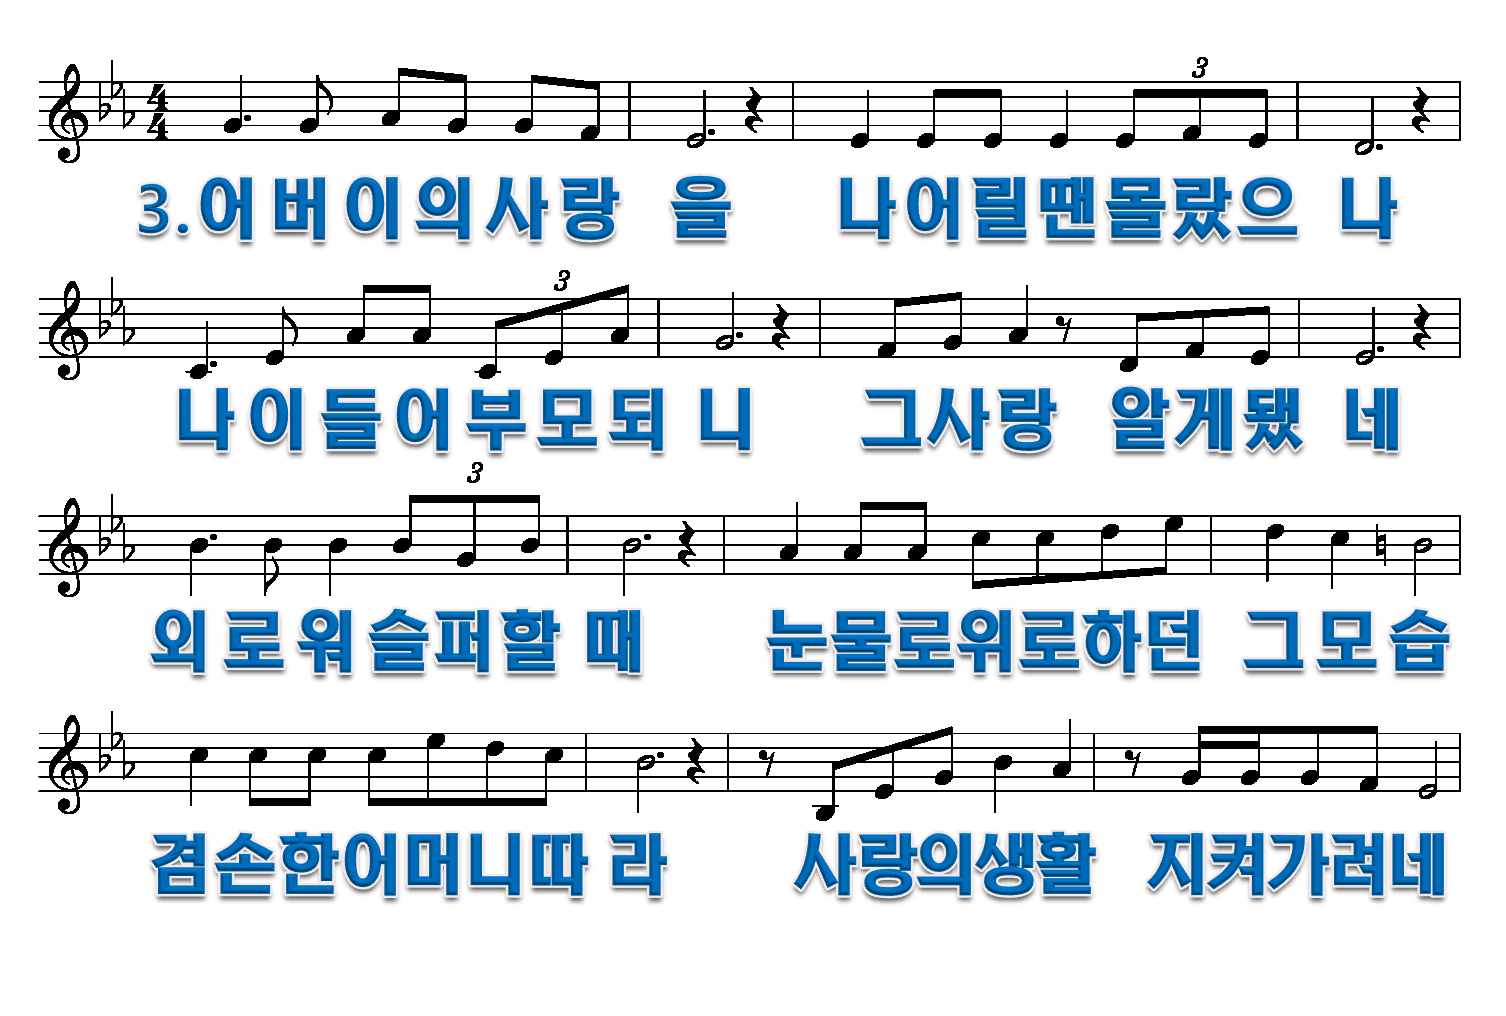 3
3.어버이의사랑 을 나어릴땐몰랐으 나
3
나이들어부모되 니 그사랑 알게됐 네
3
외로워슬퍼할 때 눈물로위로하던 그모습
겸손한어머니따 라 사랑의생활 지켜가려네